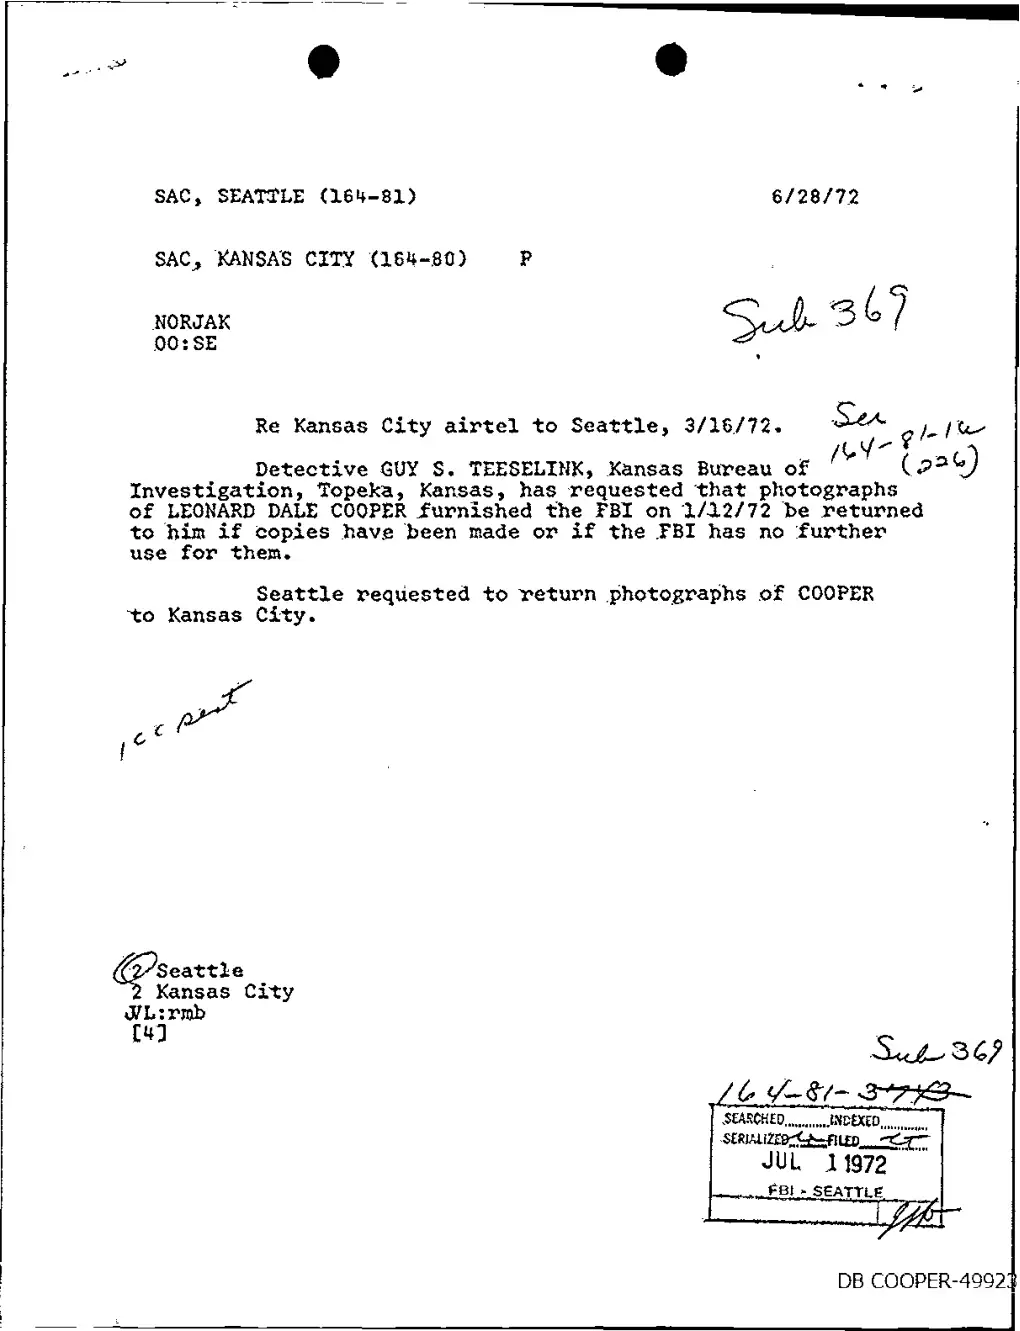 SAC, SEATTLE (164-81) 6/28/72
SAC, KANSAS CITY (164-80) P
Sub 369
NORJAK
OO:SE
Re Kansas City airtel to Seattle, 3/16/72.
Ser
164-81-1a
(226)
Detective GUY S. TEESELINK, Kansas Bureau of
Investigation, Topeka, Kansas, has requested that photographs
of LEONARD DALE COOPER furnished the FBI on 1/12/72 be returned
to him if copies have been made or if the FBI has no further
use for them.
Seattle requested to return photographs of COOPER
to Kansas City.
1 cc sent
2 Seattle
2 Kansas City
JVL:rmb
[4]
Sub 369
164-81-3743
SEARCHED............INDEXED............
SERIALIZED FILED
JUL 1 1972
FBI - SEATTLE
DB COOPER-49923